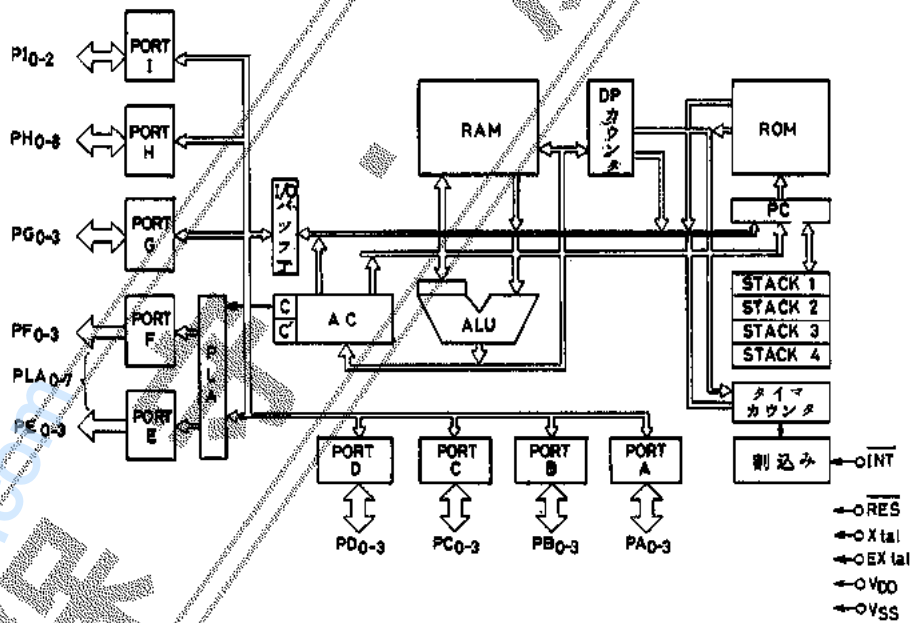 PI0-2
PORT I
PH0-8
PORT H
PG0-3
PORT G
PF0-3
PORT F
PLA0-7
PE0-3
PORT E
PLA
I/Oバッファ
C
C'
AC
RAM
ALU
DPカウンタ
ROM
PC
STACK 1
STACK 2
STACK 3
STACK 4
タイマ
カウンタ
割込み
INT
RES
Xtal
EXtal
VDD
VSS
PORT D
PORT C
PORT B
PORT A
PD0-3
PC0-3
PB0-3
PA0-3
.com